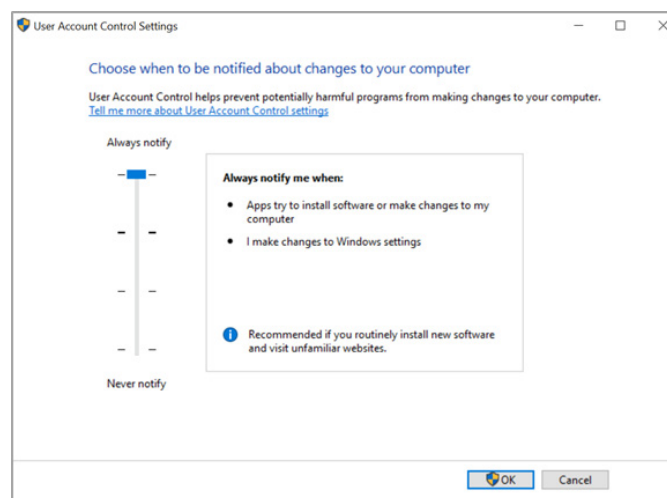 User Account Control Settings
Choose when to be notified about changes to your computer
User Account Control helps prevent potentially harmful programs from making changes to your computer.
Tell me more about User Account Control settings
Always notify
Always notify me when:
Apps try to install software or make changes to my
computer
I make changes to Windows settings
Recommended if you routinely install new software
and visit unfamiliar websites.
Never notify
OK
Cancel